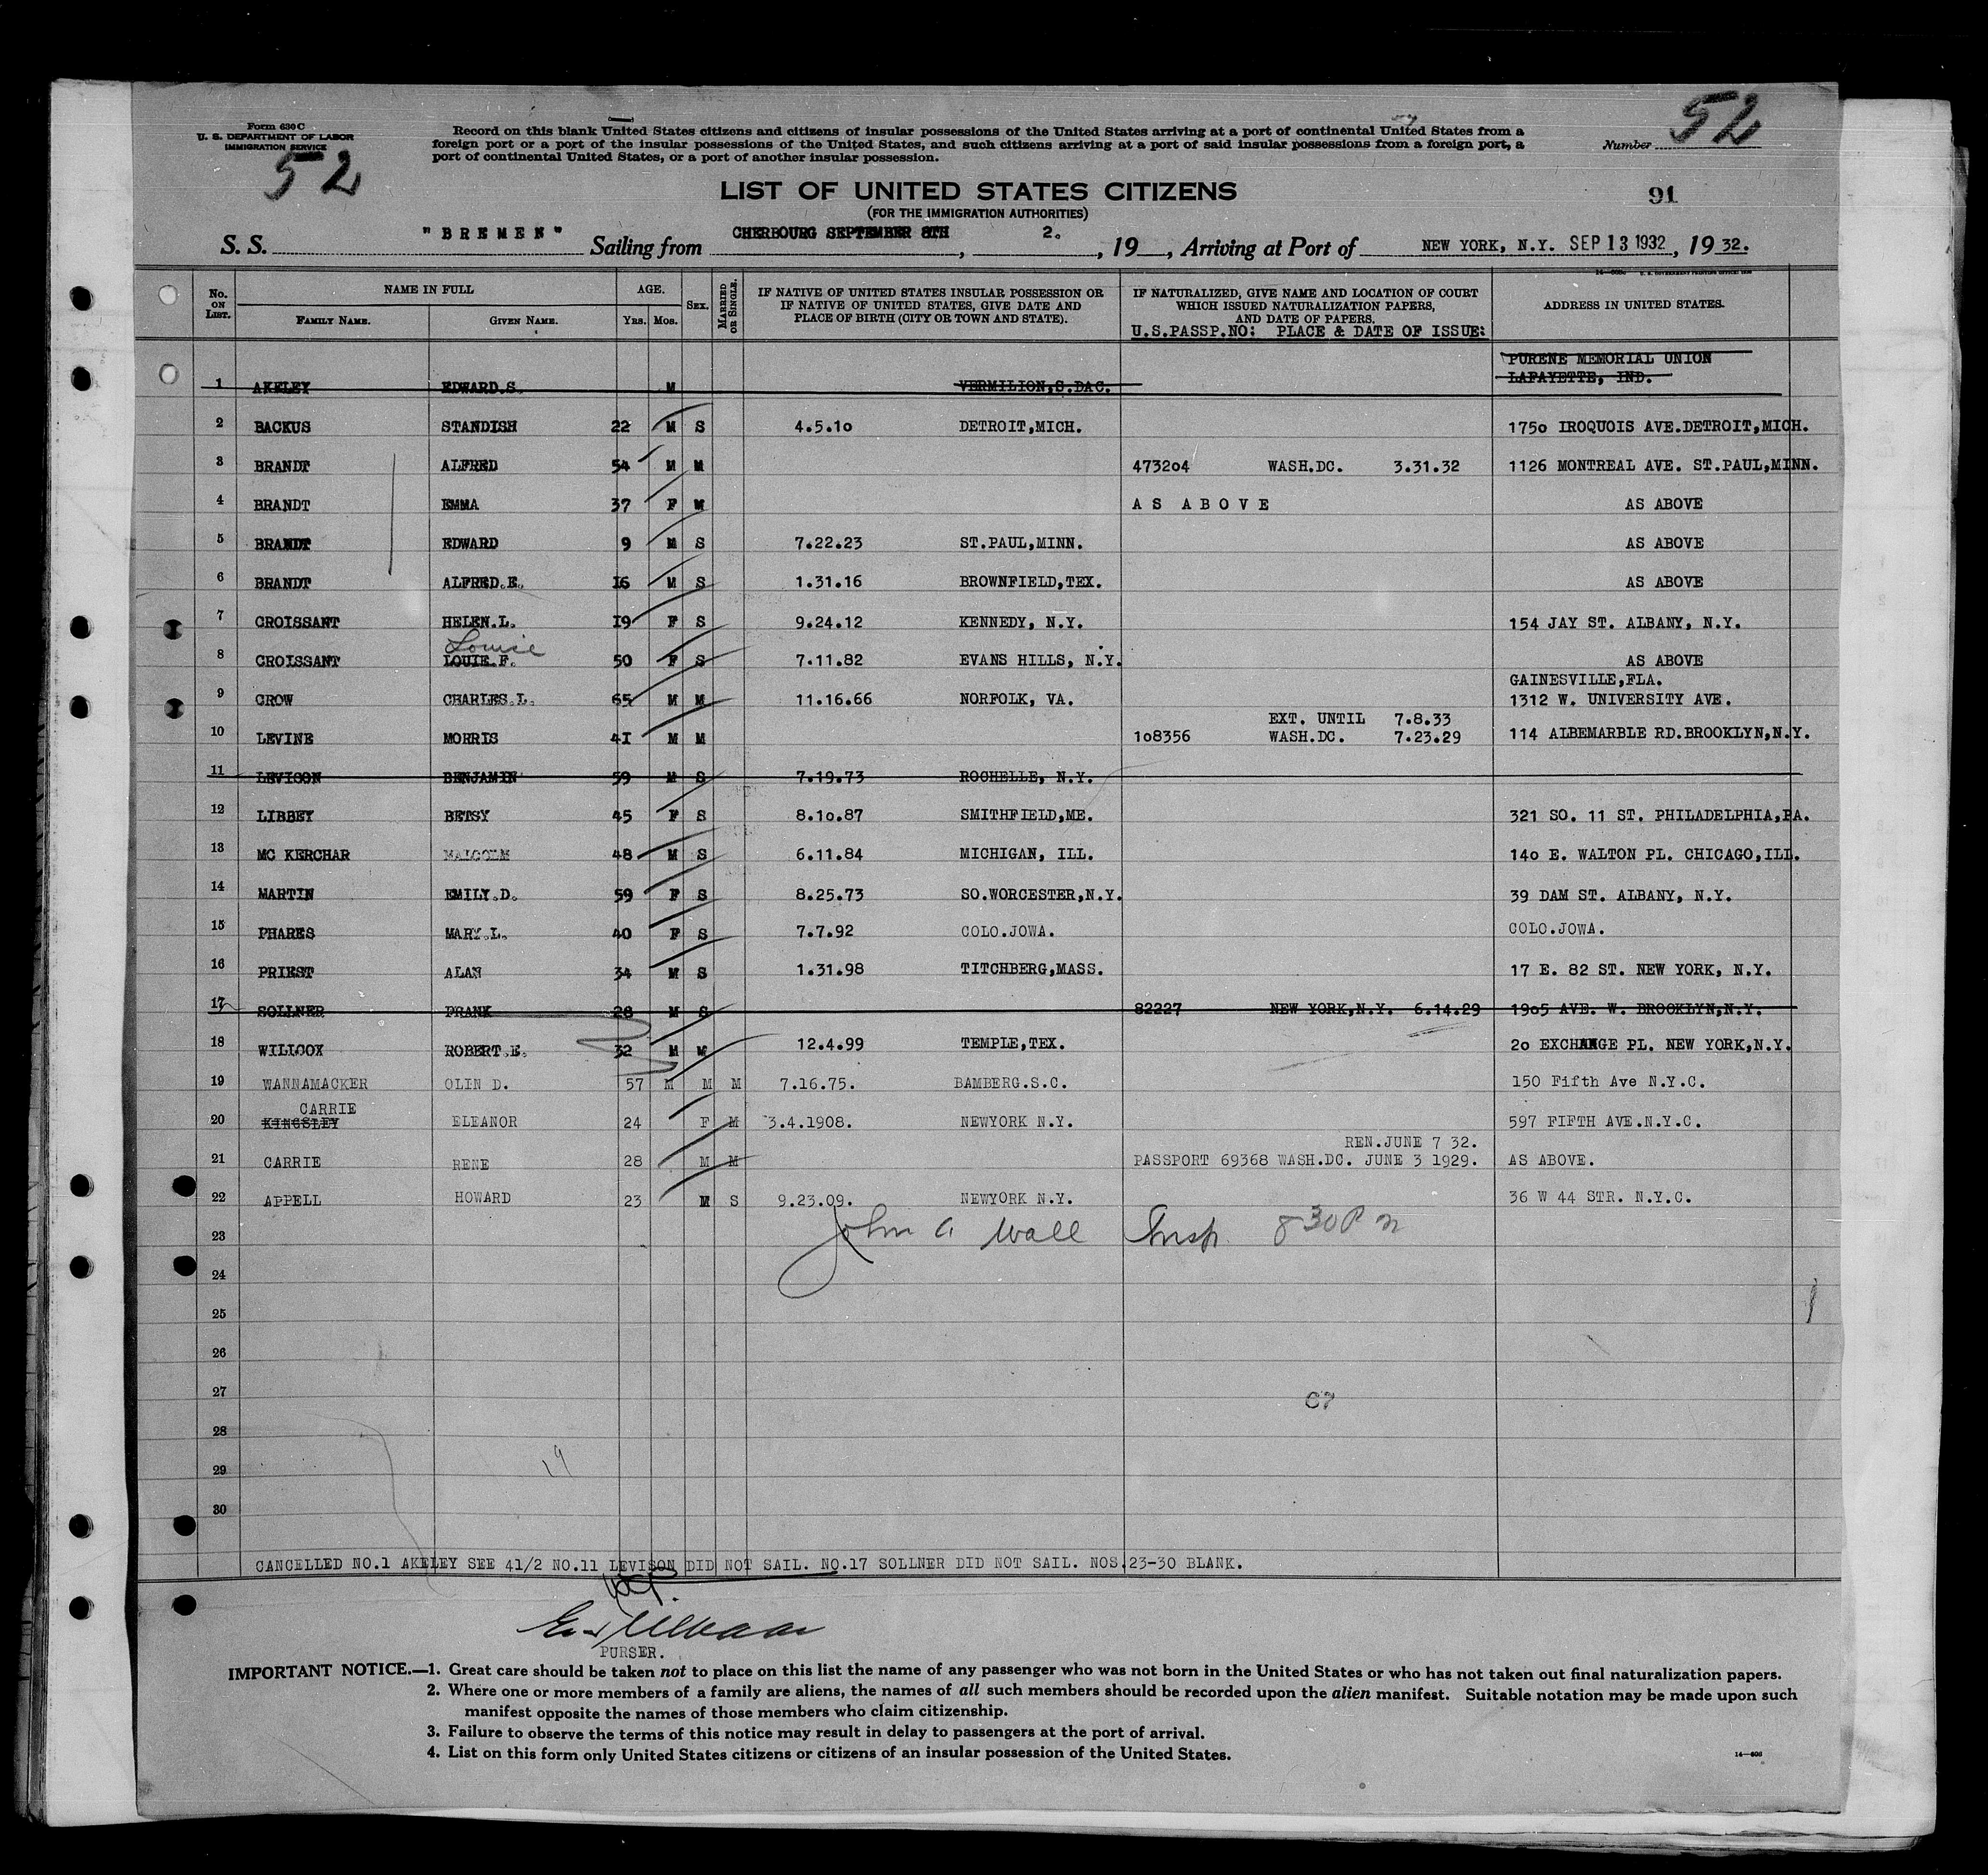 Form 630 C
U. S. DEPARTMENT OF LABOR
IMMIGRATION SERVICE
52
Record on this blank United States citizens and citizens of insular possessions of the United States arriving at a port of continental United States from a
foreign port or a port of the insular possessions of the United States, and such citizens arriving at a port of said insular possessions from a foreign port, a
port of continental United States, or a port of another insular possession.
Number 52
LIST OF UNITED STATES CITIZENS
(FOR THE IMMIGRATION AUTHORITIES)
91
S. S. "BREMEN" Sailing from CHERBOURG SEPTEMBER 8TH, 2., 19__, Arriving at Port of NEW YORK, N.Y. SEP 13 1932, 19 32.
No. ON LIST. NAME IN FULL FAMILY NAME. GIVEN NAME. AGE. YRS. MOS. SEX. MARRIED OR SINGLE. IF NATIVE OF UNITED STATES INSULAR POSSESSION OR IF NATIVE OF UNITED STATES, GIVE DATE AND PLACE OF BIRTH (CITY OR TOWN AND STATE). IF NATURALIZED, GIVE NAME AND LOCATION OF COURT WHICH ISSUED NATURALIZATION PAPERS, AND DATE OF PAPERS. ADDRESS IN UNITED STATES.
U.S.PASSP.NO: PLACE & DATE OF ISSUE:
PURENE MEMORIAL UNION
1 AKELEY EDWARD.S. M VERMILION,S.DAC. LAFAYETTE, IND.
2 BACKUS STANDISH 22 M S 4.5.10 DETROIT,MICH. 1750 IROQUOIS AVE.DETROIT,MICH.
3 BRANDT ALFRED 54 M M 473204 WASH.DC. 3.31.32 1126 MONTREAL AVE. ST.PAUL,MINN.
4 BRANDT EMMA 37 F M AS ABOVE AS ABOVE
5 BRANDT EDWARD 9 M S 7.22.23 ST.PAUL,MINN. AS ABOVE
6 BRANDT ALFRED.E. 16 M S 1.31.16 BROWNFIELD,TEX. AS ABOVE
7 CROISSANT HELEN.L. 19 F S 9.24.12 KENNEDY, N.Y. 154 JAY ST. ALBANY, N.Y.
Louise
8 CROISSANT LOUIE.F. 50 F S 7.11.82 EVANS HILLS, N.Y. AS ABOVE
GAINESVILLE,FLA.
9 CROW CHARLES.L. 65 M M 11.16.66 NORFOLK, VA. 1312 W. UNIVERSITY AVE.
EXT. UNTIL 7.8.33
10 LEVINE MORRIS 41 M M 108356 WASH.DC. 7.23.29 114 ALBEMARBLE RD.BROOKLYN,N.Y.
11 LEVISON BENJAMIN 59 M S 7.19.73 ROCHELLE, N.Y.
12 LIBBEY BETSY 45 F S 8.10.87 SMITHFIELD,ME. 321 SO. 11 ST. PHILADELPHIA,PA.
13 MC KERCHAR MALCOLM 48 M S 6.11.84 MICHIGAN, ILL. 140 E. WALTON PL. CHICAGO,ILL.
14 MARTIN EMILY.D. 59 F S 8.25.73 SO.WORCESTER,N.Y. 39 DAM ST. ALBANY, N.Y.
15 PHARES MARY.L. 40 F S 7.7.92 COLO.JOWA. COLO.JOWA.
16 PRIEST ALAN 34 M S 1.31.98 TITCHBERG,MASS. 17 E. 82 ST. NEW YORK, N.Y.
17 SOLLNER FRANK 28 M S 82227 NEW YORK,N.Y. 6.14.29 1905 AVE. W. BROOKLYN,N.Y.
18 WILLCOX ROBERT.E. 32 M M 12.4.99 TEMPLE,TEX. 20 EXCHANGE PL. NEW YORK,N.Y.
19 WANNAMACKER OLIN D. 57 M M M 7.16.75. BAMBERG.S.C. 150 Fifth Ave N.Y.C.
CARRIE
20 KINGSLEY ELEANOR 24 F M 3.4.1908. NEWYORK N.Y. 597 FIFTH AVE.N.Y.C.
REN.JUNE 7 32.
21 CARRIE RENE 28 M M PASSPORT 69368 WASH.DC. JUNE 3 1929. AS ABOVE.
22 APPELL HOWARD 23 M S 9.23.09. NEWYORK N.Y. 36 W 44 STR. N.Y.C.
23 John A Wall Insp. 8 30 P M
24
25
26
27 07
28
29 19
30
CANCELLED NO.1 AKELEY SEE 41/2 NO.11 LEVISON DID NOT SAIL. NO.17 SOLLNER DID NOT SAIL. NOS.23-30 BLANK.
PURSER.
IMPORTANT NOTICE.—1. Great care should be taken not to place on this list the name of any passenger who was not born in the United States or who has not taken out final naturalization papers.
2. Where one or more members of a family are aliens, the names of all such members should be recorded upon the alien manifest. Suitable notation may be made upon such
manifest opposite the names of those members who claim citizenship.
3. Failure to observe the terms of this notice may result in delay to passengers at the port of arrival.
4. List on this form only United States citizens or citizens of an insular possession of the United States.